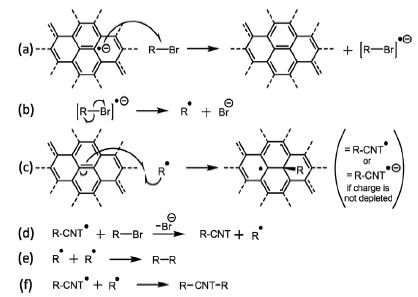 (a) •⊖ R—Br + [R—Br]•⊖
(b) [R—Br]•⊖ R• + Br⊖
(c) R• • R = R-CNT•
or
= R-CNT•⊖
if charge is
not depleted
(d) R-CNT• + R—Br -Br⊖ R-CNT + R•
(e) R• + R• R—R
(f) R-CNT• + R• R—CNT—R